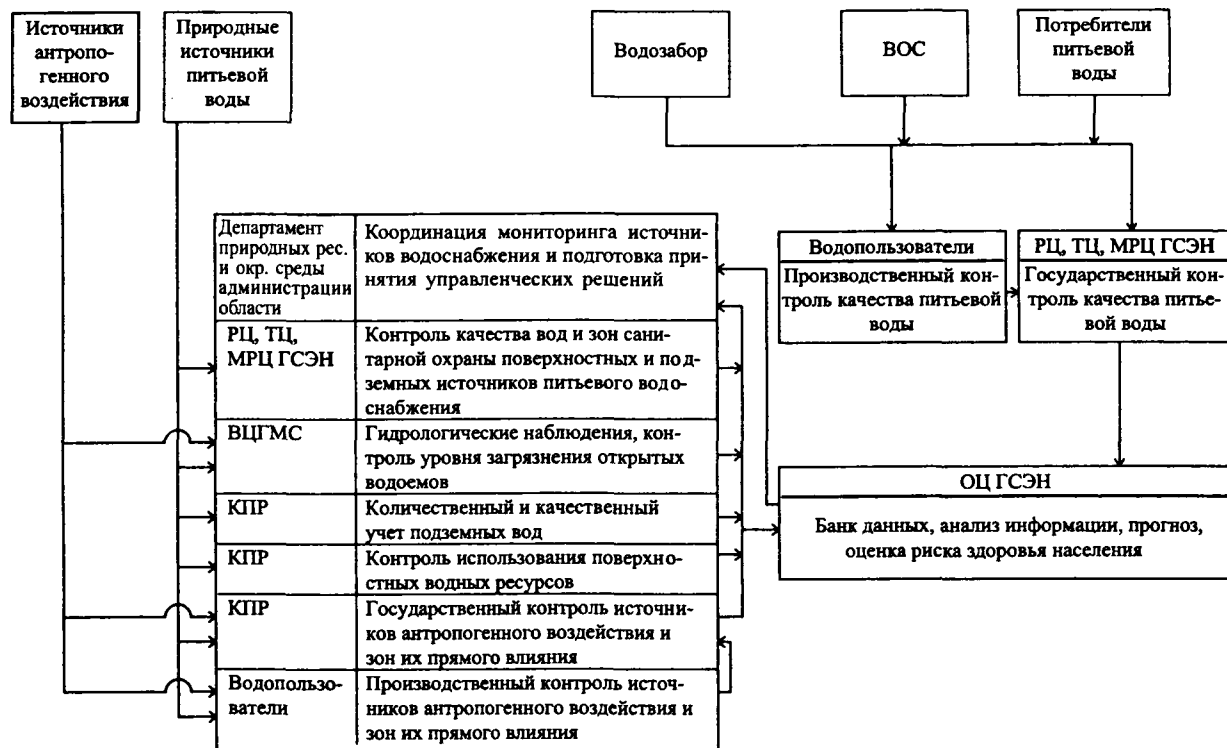 Источники
антропо-
генного
воздействия
Природные
источники
питьевой
воды
Водозабор
ВОС
Потребители
питьевой
воды
Департамент
природных рес.
и окр. среды
администрации
области
Координация мониторинга источни-
ков водоснабжения и подготовка при-
нятия управленческих решений
РЦ, ТЦ,
МРЦ ГСЭН
Контроль качества вод и зон сани-
тарной охраны поверхностных и под-
земных источников питьевого водо-
снабжения
ВЦГМС
Гидрологические наблюдения, кон-
троль уровня загрязнения открытых
водоемов
КПР
Количественный и качественный
учет подземных вод
КПР
Контроль использования поверхно-
стных водных ресурсов
КПР
Государственный контроль источни-
ков антропогенного воздействия и
зон их прямого влияния
Водопользо-
ватели
Производственный контроль источ-
ников антропогенного воздействия и
зон их прямого влияния
Водопользователи
Производственный кон-
троль качества питьевой
воды
РЦ, ТЦ, МРЦ ГСЭН
Государственный кон-
троль качества питье-
вой воды
ОЦ ГСЭН
Банк данных, анализ информации, прогноз,
оценка риска здоровья населения